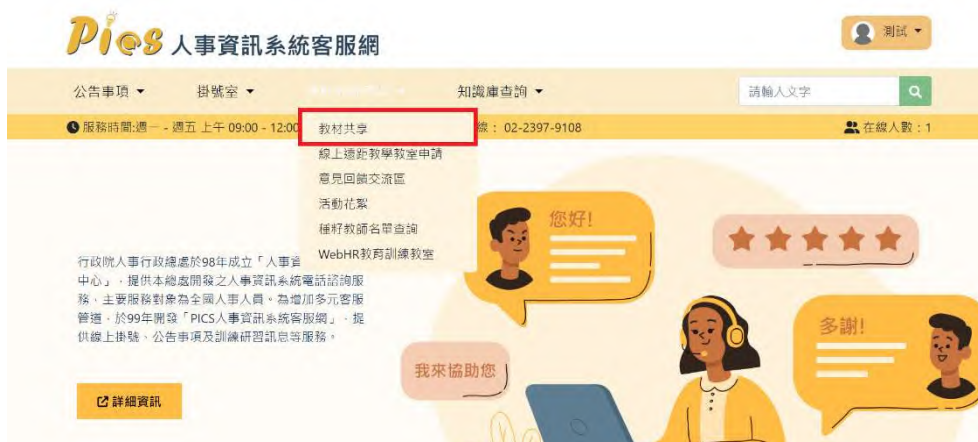 Pics 人事資訊系統客服網
測試
公告事項
掛號室
知識庫查詢
請輸入文字
服務時間:週一 - 週五 上午 09:00 - 12:00
線： 02-2397-9108
在線人數：1
教材共享
線上遠距教學教室申請
意見回饋交流區
活動花絮
種籽教師名單查詢
WebHR教育訓練教室
行政院人事行政總處於98年成立「人事
中心」，提供本總處開發之人事資訊系統電話諮詢服
務、主要服務對象為全國人事人員。為增加多元客服
管道，於99年開發「PICS人事資訊系統客服網」，提
供線上掛號、公告事項及訓練研習訊息等服務。
詳細資訊
您好!
多謝!
我來協助您